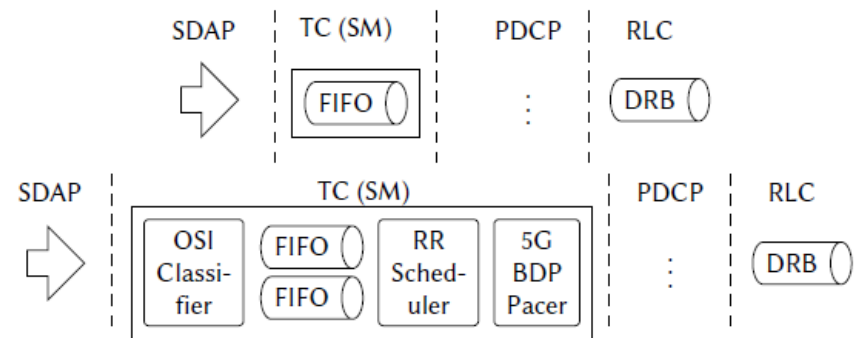 SDAP TC (SM) PDCP RLC
FIFO DRB
SDAP TC (SM) PDCP RLC
OSI Classi-fier
FIFO
FIFO
RR Sched-uler
5G BDP Pacer
DRB